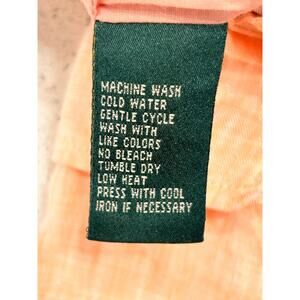 MACHINE WASH
COLD WATER
GENTLE CYCLE
WASH WITH
LIKE COLORS
NO BLEACH
TUMBLE DRY
LOW HEAT
PRESS WITH COOL
IRON IF NECESSARY